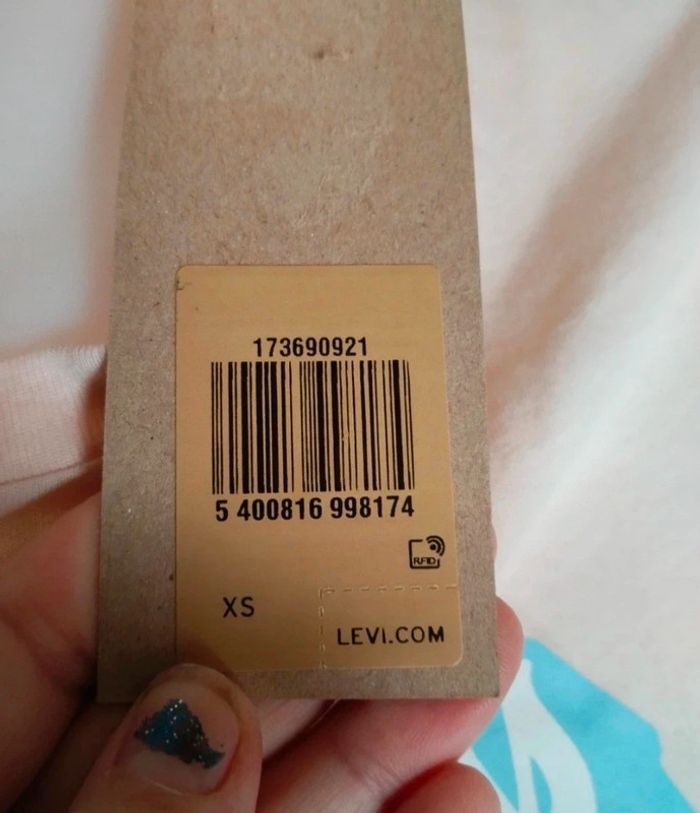 173690921
5 400816 998174
RFID
XS
LEVI.COM